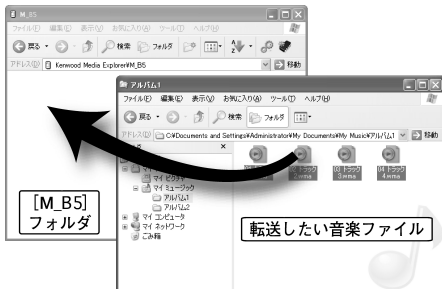 M_B5
ファイル(F) 編集(E) 表示(V) お気に入り(A) ツール(T) ヘルプ(H)
戻る 検索 フォルダ
アドレス(D) Kenwood Media Explorer¥M_B5 移動
アルバム1
ファイル(F) 編集(E) 表示(V) お気に入り(A) ツール(T) ヘルプ(H)
戻る 検索 フォルダ
アドレス(D) C:¥Documents and Settings¥Administrator¥My Documents¥My Music¥アルバム1 移動
マイ ピクチャ
マイ ミュージック
アルバム1
アルバム2
マイ コンピュータ
マイ ネットワーク
ごみ箱
03 トラック
3.wma
04 トラック
4.wma
[M_B5]
フォルダ
転送したい音楽ファイル